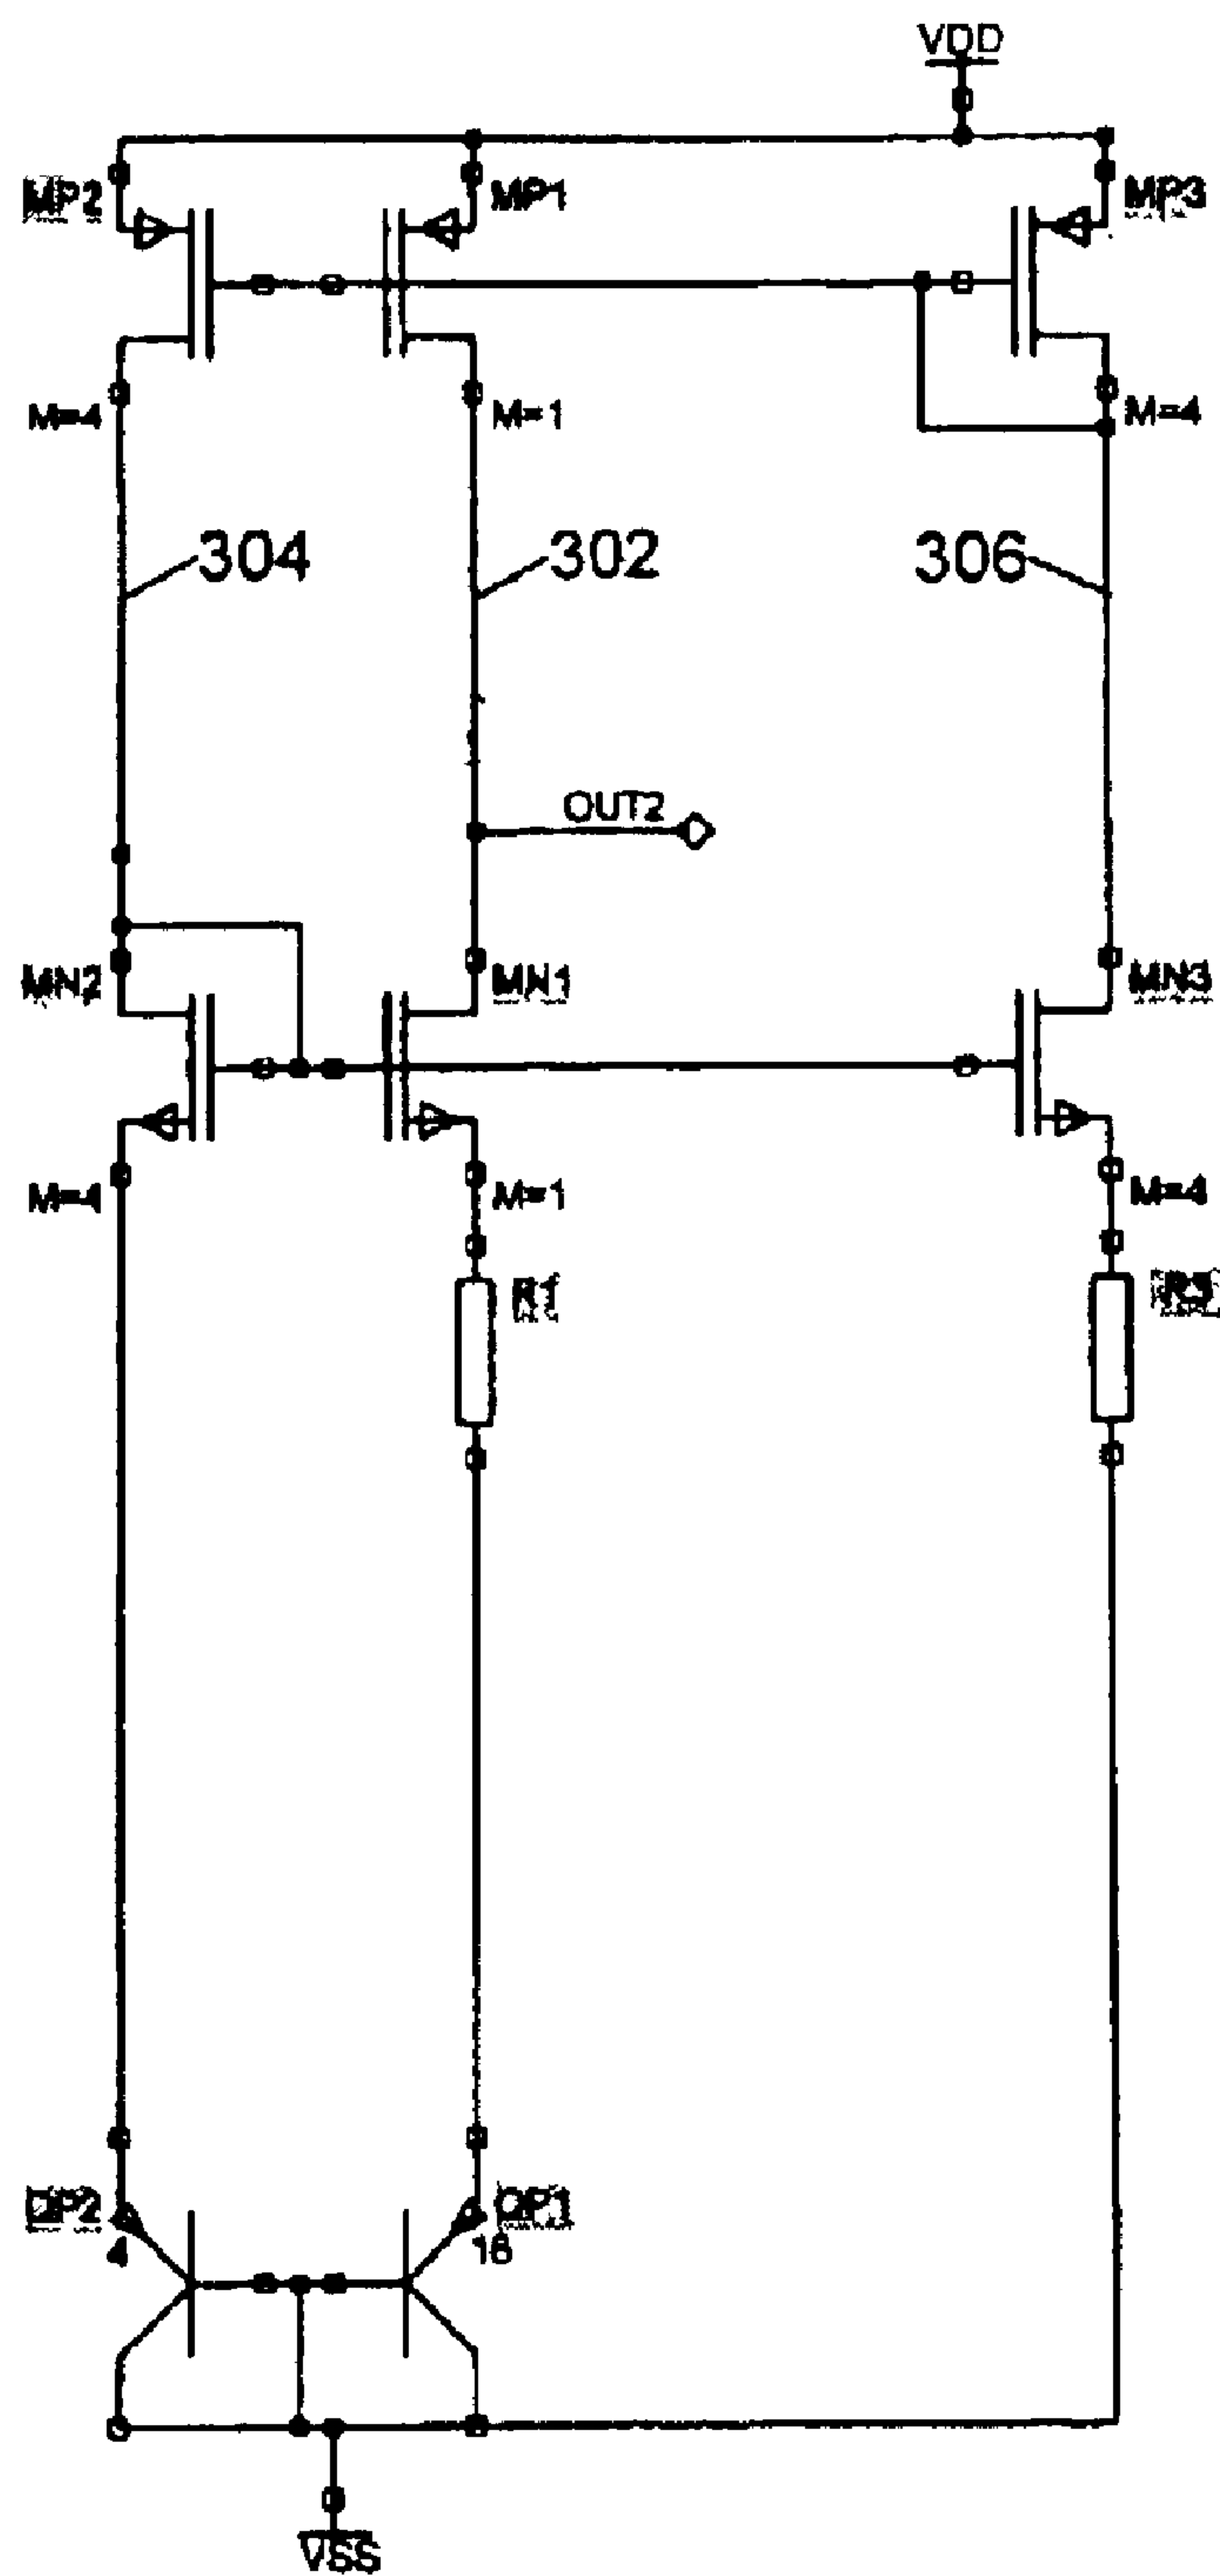 VDD
MP2
MP1
MP3
M=4
M=1
M=4
304
302
306
OUT2
MN2
MN1
MN3
M=4
M=1
M=4
R1
QP2
4
QP1
16
VSS